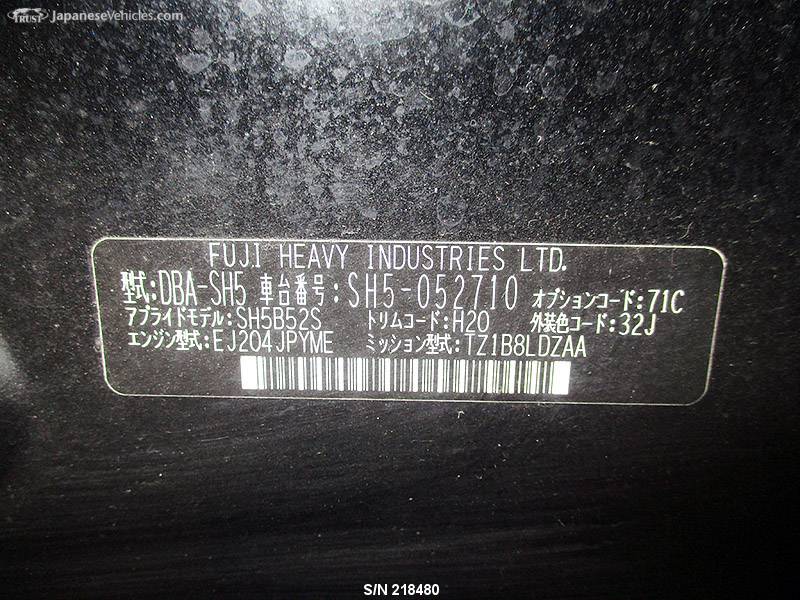 TRUST JapaneseVehicles.com
FUJI HEAVY INDUSTRIES LTD.
型式:DBA-SH5 車台番号:SH5-052710 オプションコード:71C
アプライドモデル:SH5B52S トリムコード:H20 外装色コード:32J
エンジン型式:EJ204JPYME ミッション型式:TZ1B8LDZAA
S/N 218480